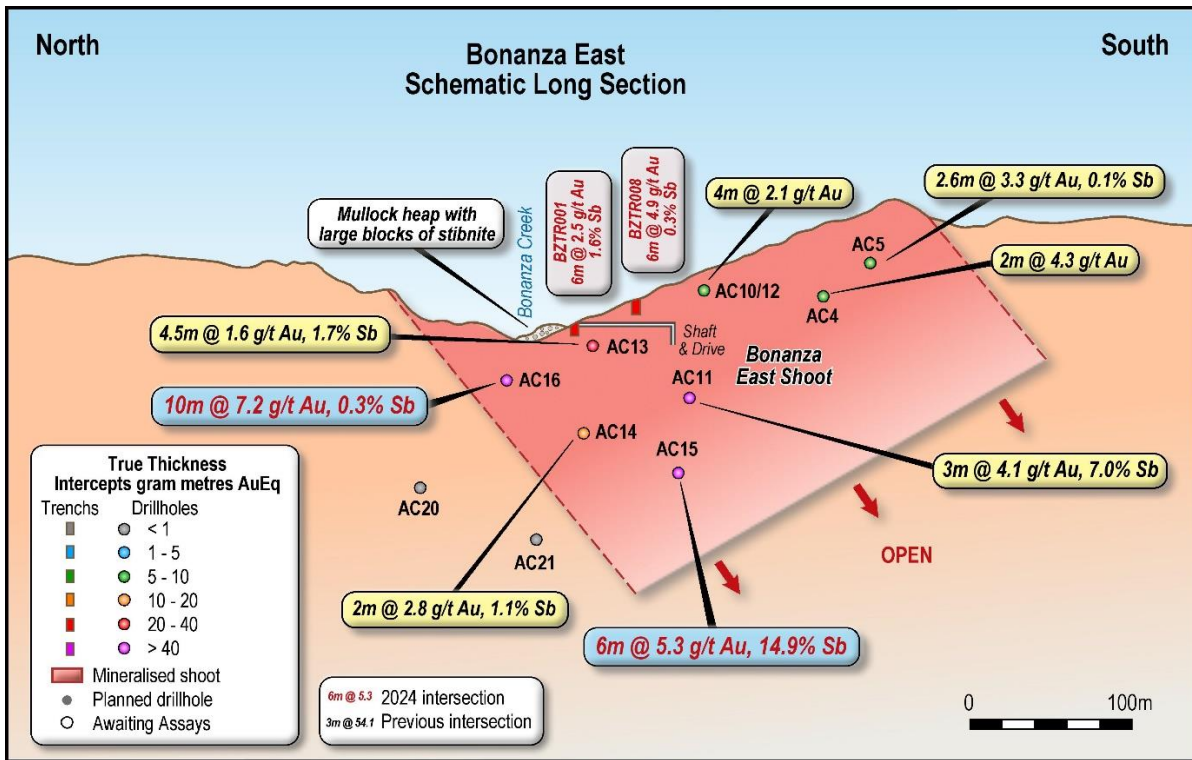 North
Bonanza East
Schematic Long Section
South
Mullock heap with
large blocks of stibnite
Bonanza Creek
BZTR001
6m @ 2.5 g/t Au
1.6% Sb
BZTR008
6m @ 4.9 g/t Au
0.3% Sb
4m @ 2.1 g/t Au
2.6m @ 3.3 g/t Au, 0.1% Sb
AC5
2m @ 4.3 g/t Au
AC10/12
AC4
4.5m @ 1.6 g/t Au, 1.7% Sb
AC13
Shaft
& Drive
Bonanza
East Shoot
AC16
AC11
10m @ 7.2 g/t Au, 0.3% Sb
AC14
AC15
3m @ 4.1 g/t Au, 7.0% Sb
AC20
AC21
OPEN
2m @ 2.8 g/t Au, 1.1% Sb
6m @ 5.3 g/t Au, 14.9% Sb
True Thickness
Intercepts gram metres AuEq
Trenchs Drillholes
< 1
1 - 5
5 - 10
10 - 20
20 - 40
> 40
Mineralised shoot
Planned drillhole
Awaiting Assays
6m @ 5.3 2024 intersection
3m @ 54.1 Previous intersection
0 100m